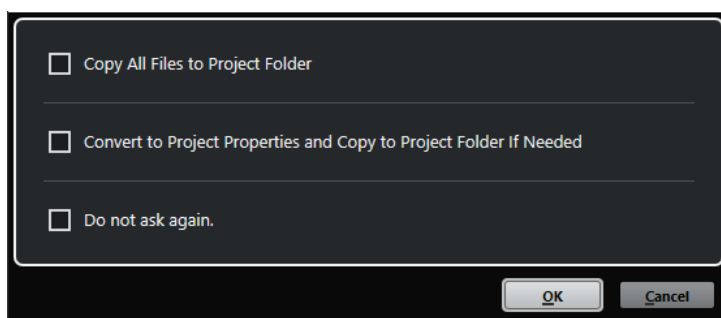 Copy All Files to Project Folder
Convert to Project Properties and Copy to Project Folder If Needed
Do not ask again.
OK
Cancel